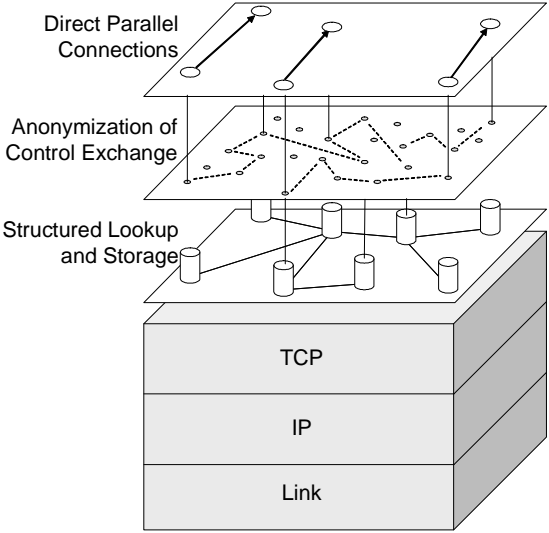 Direct Parallel
Connections
Anonymization of
Control Exchange
Structured Lookup
and Storage
TCP
IP
Link